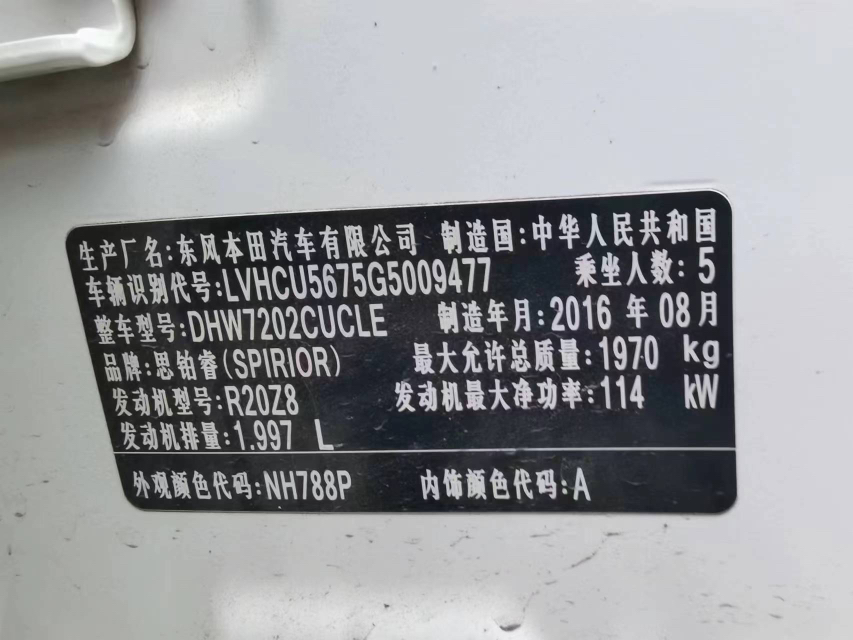 生产厂名:东风本田汽车有限公司 制造国:中华人民共和国
车辆识别代号:LVHCU5675G5009477 乘坐人数:5
整车型号:DHW7202CUCLE 制造年月:2016 年 08月
品牌:思铂睿(SPIRIOR) 最大允许总质量:1970 kg
发动机型号:R20Z8 发动机最大净功率:114 kW
发动机排量:1.997 L
外观颜色代码:NH788P 内饰颜色代码:A